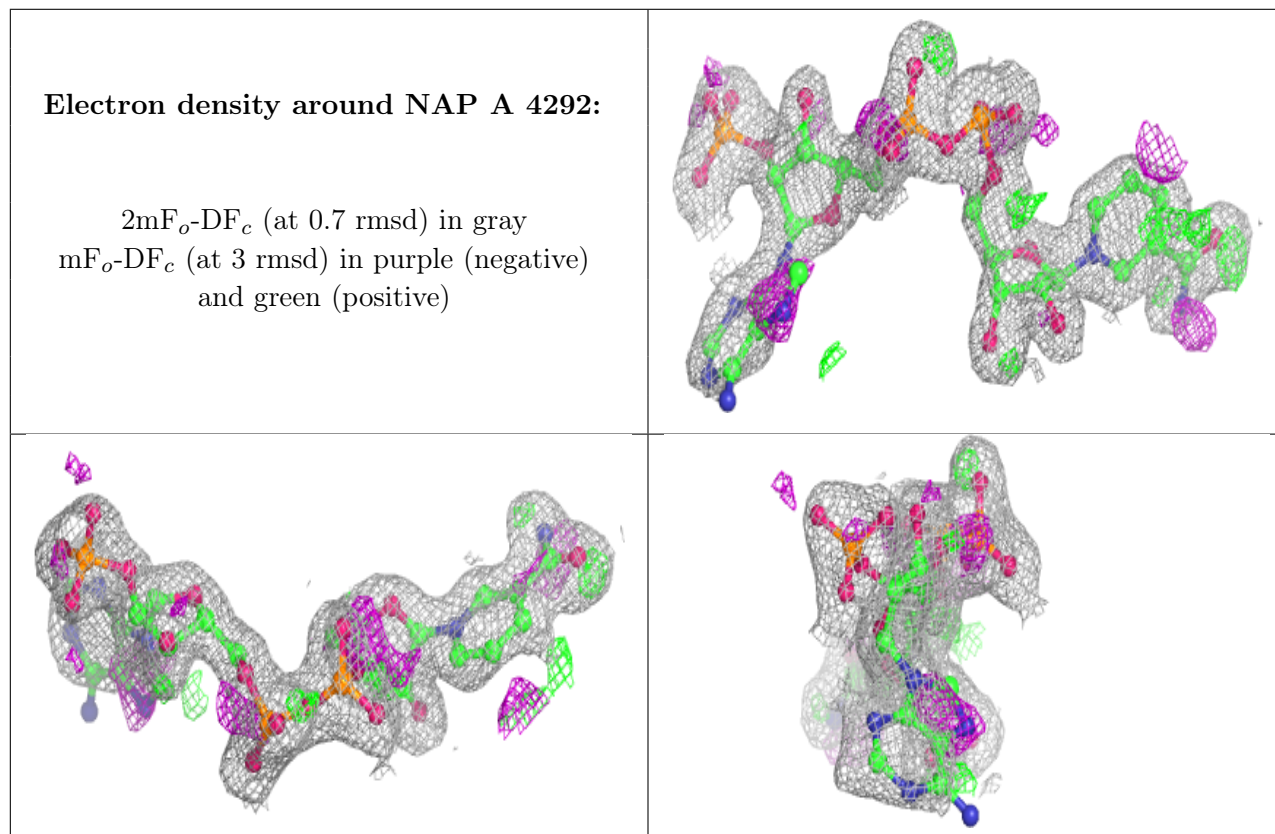 Electron density around NAP A 4292:
2mFo-DFc (at 0.7 rmsd) in gray
mFo-DFc (at 3 rmsd) in purple (negative)
and green (positive)